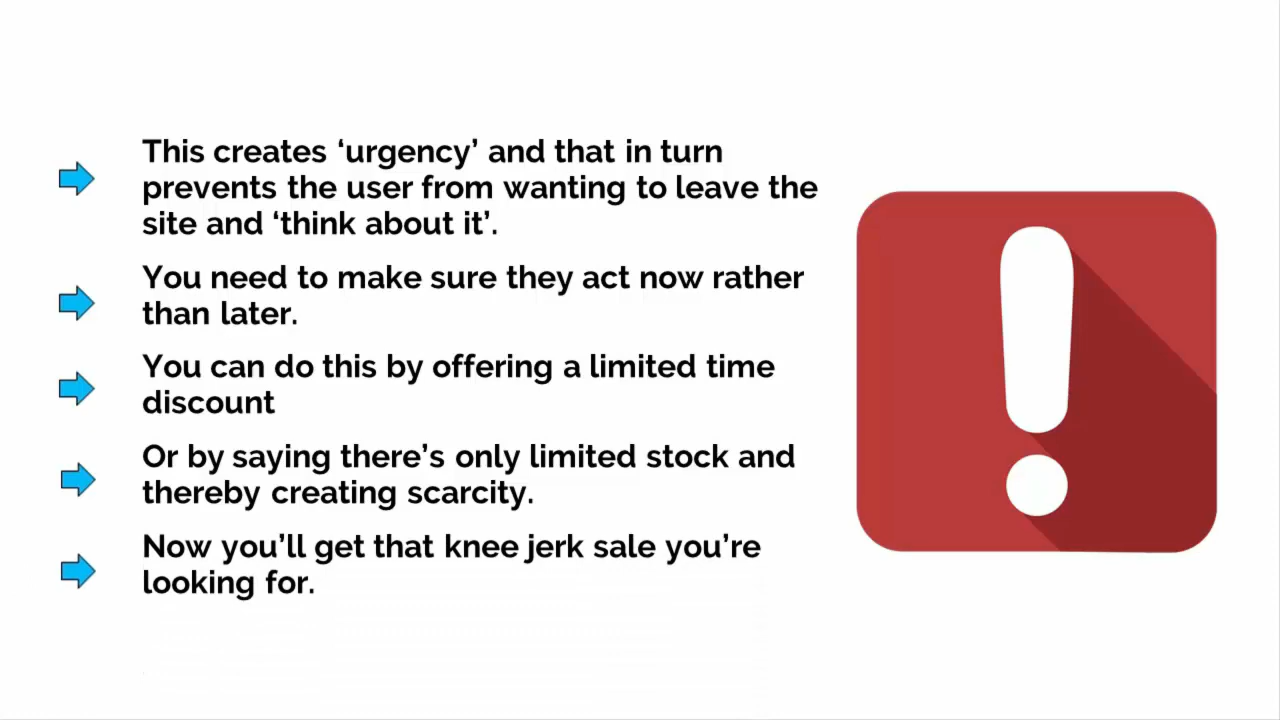 This creates ‘urgency’ and that in turn
prevents the user from wanting to leave the
site and ‘think about it’.
You need to make sure they act now rather
than later.
You can do this by offering a limited time
discount
Or by saying there’s only limited stock and
thereby creating scarcity.
Now you’ll get that knee jerk sale you’re
looking for.